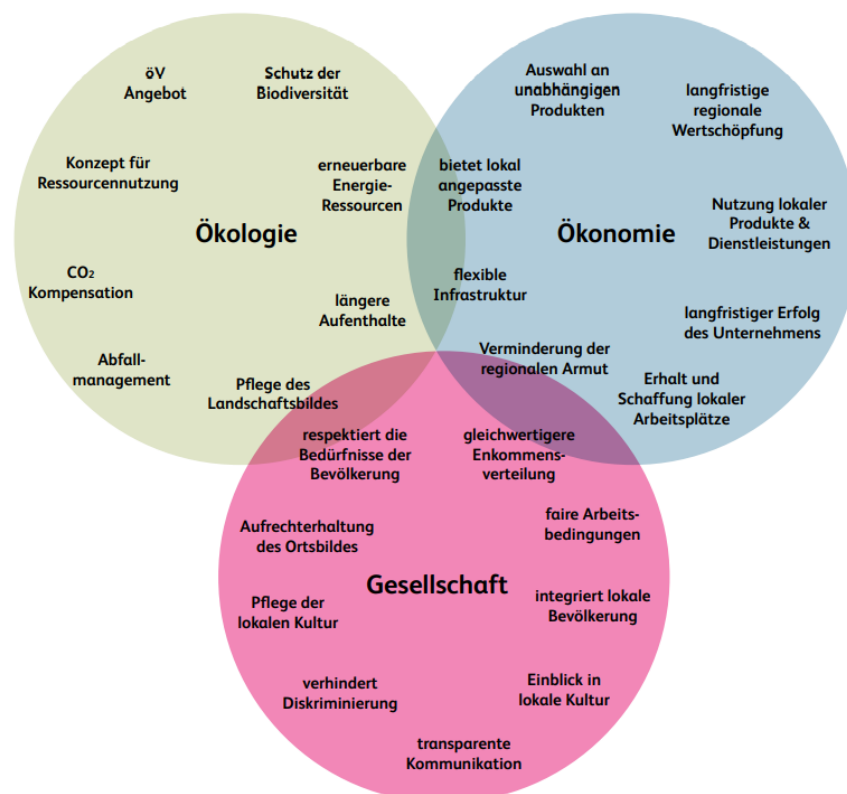 öV
Angebot
Schutz der
Biodiversität
Konzept für
Ressourcennutzung
erneuerbare
Energie-
Ressourcen
Ökologie
CO₂
Kompensation
längere
Aufenthalte
Abfall-
management
Pflege des
Landschaftsbildes
Auswahl an
unabhängigen
Produkten
langfristige
regionale
Wertschöpfung
bietet lokal
angepasste
Produkte
Ökonomie
Nutzung lokaler
Produkte &
Dienstleistungen
flexible
Infrastruktur
langfristiger Erfolg
des Unternehmens
Verminderung der
regionalen Armut
Erhalt und
Schaffung lokaler
Arbeitsplätze
respektiert die
Bedürfnisse der
Bevölkerung
gleichwertigere
Enkommens-
verteilung
Aufrechterhaltung
des Ortsbildes
faire Arbeits-
bedingungen
Gesellschaft
Pflege der
lokalen Kultur
integriert lokale
Bevölkerung
verhindert
Diskriminierung
Einblick in
lokale Kultur
transparente
Kommunikation